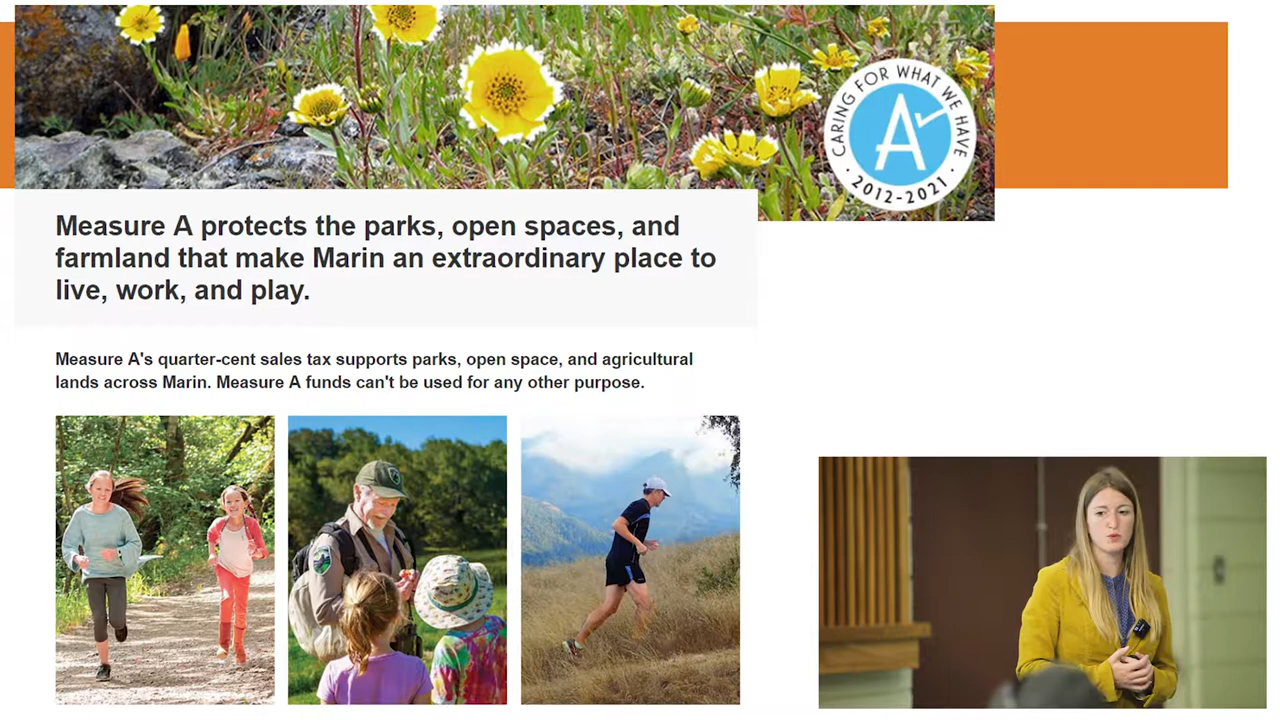 CARING FOR WHAT WE HAVE
A
· 2012-2021 ·
Measure A protects the parks, open spaces, and
farmland that make Marin an extraordinary place to
live, work, and play.
Measure A's quarter-cent sales tax supports parks, open space, and agricultural
lands across Marin. Measure A funds can't be used for any other purpose.